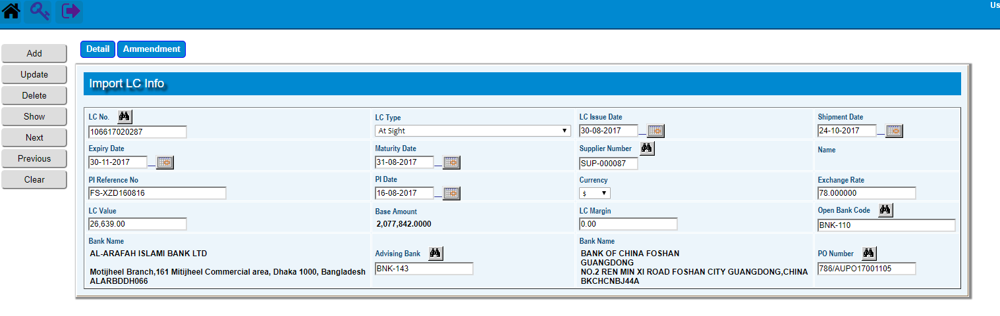 Us
Add
Update
Delete
Show
Next
Previous
Clear
Detail Ammendment
Import LC Info
LC No. LC Type LC Issue Date Shipment Date
106617020287 At Sight 30-08-2017 24-10-2017
Expiry Date Maturity Date Supplier Number Name
30-11-2017 31-08-2017 SUP-000087
PI Reference No PI Date Currency Exchange Rate
FS-XZD160816 16-08-2017 $ 78.000000
LC Value Base Amount LC Margin Open Bank Code
26,639.00 2,077,842.0000 0.00 BNK-110
Bank Name
AL-ARAFAH ISLAMI BANK LTD
Motijheel Branch,161 Mitijheel Commercial area, Dhaka 1000, Bangladesh
ALARBDDH066
Advising Bank
BNK-143
Bank Name
BANK OF CHINA FOSHAN
GUANGDONG
NO.2 REN MIN XI ROAD FOSHAN CITY GUANGDONG,CHINA
BKCHCNBJ44A
PO Number
786/AUPO17001105